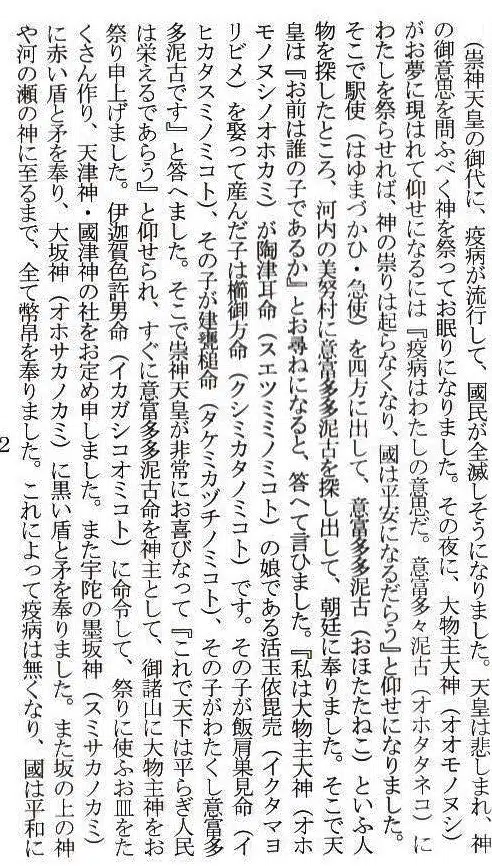 （崇神天皇の御代に、疫病が流行して、國民が全滅しそうになりました。天皇は悲しまれ、神
の御意思を問ふべく神を祭ってお眠りになりました。その夜に、大物主大神（オオモノヌシ）
がお夢に現はれて仰せになるには『疫病はわたしの意思だ。意富多々泥古（オホタタネコ）に
わたしを祭らせれば、神の祟りは起らなくなり、國は平安になるだらう』と仰せになりました。
そこで駅使（はゆまづかひ・急使）を四方に出して、意富多多泥古（おほたたねこ）といふ人
物を探したところ、河内の美努村に意富多多泥古を探し出して、朝廷に奉りました。そこで天
皇は『お前は誰の子であるか』とお尋ねになると、答へて言ひました。『私は大物主大神（オホ
モノヌシノオホカミ）が陶津耳命（スエツミミノミコト）の娘である活玉依毘売（イクタマヨ
リビメ）を娶って産んだ子は櫛御方命（クシミカタノミコト）です。その子が飯肩巣見命（イ
ヒカタスミノミコト）、その子が建甕槌命（タケミカヅチノミコト）、その子がわたくし意富多
多泥古です』と答へました。そこで崇神天皇が非常にお喜びなって『これで天下は平らぎ人民
は栄えるであらう』と仰せられ、すぐに意富多多泥古命を神主として、御諸山に大物主神をお
祭り申上げました。伊迦賀色許男命（イカガシコオミコト）に命令して、祭りに使ふお皿をた
くさん作り、天津神・國津神の社をお定め申しました。また宇陀の墨坂神（スミサカノカミ）
に赤い盾と矛を奉り、大坂神（オホサカノカミ）に黒い盾と矛を奉りました。また坂の上の神
や河の瀬の神に至るまで、全て幣帛を奉りました。これによって疫病は無くなり、國は平和に
2